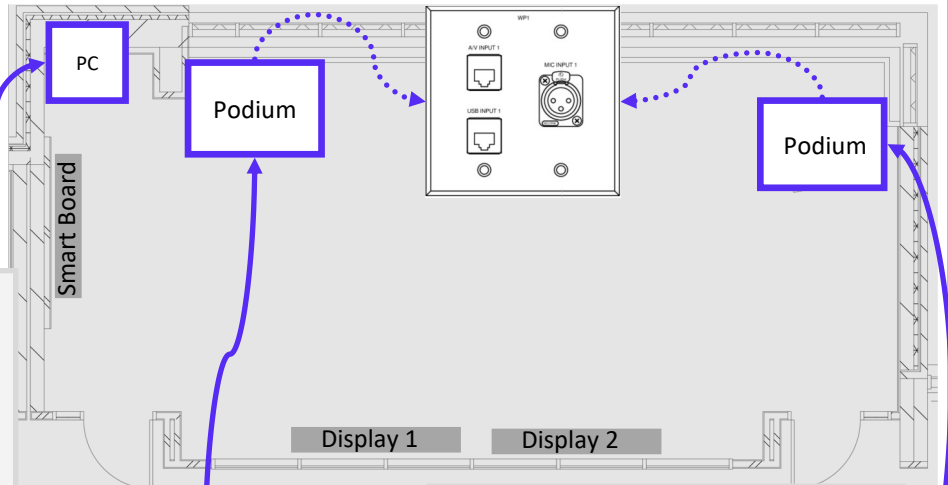 WP1
A/V INPUT 1
MIC INPUT 1
USB INPUT 1
PC
Podium
Podium
Smart Board
Display 1
Display 2